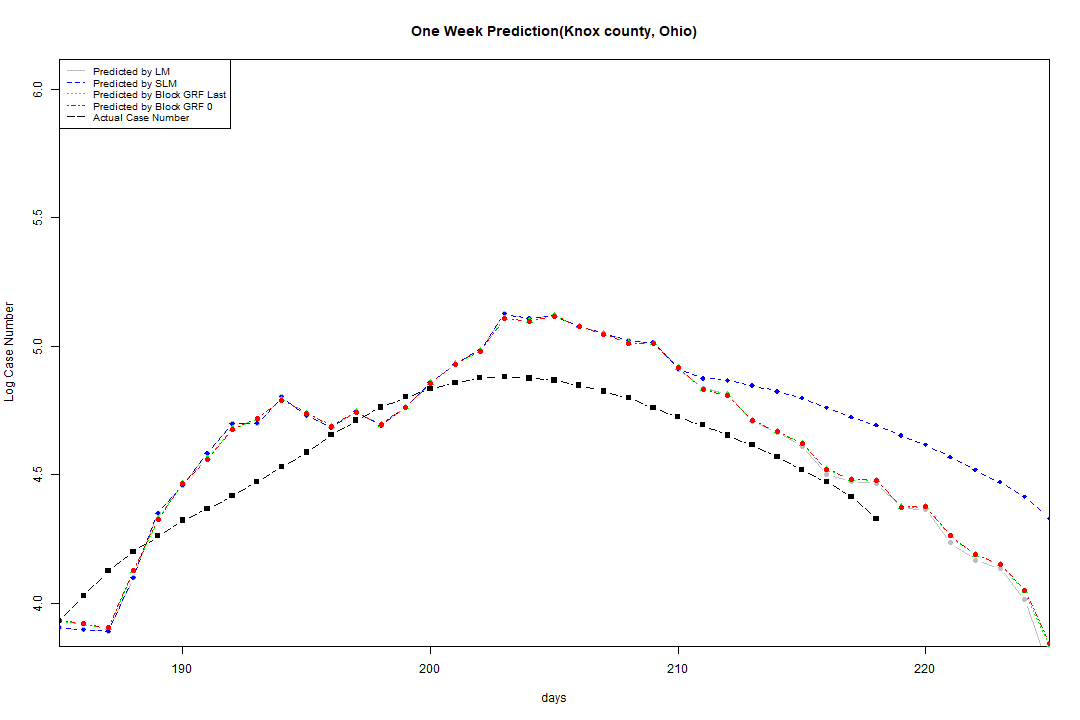 One Week Prediction(Knox county, Ohio)
Predicted by LM
Predicted by SLM
Predicted by Block GRF Last
Predicted by Block GRF 0
Actual Case Number
Log Case Number
6.0
5.5
5.0
4.5
4.0
190 200 210 220
days